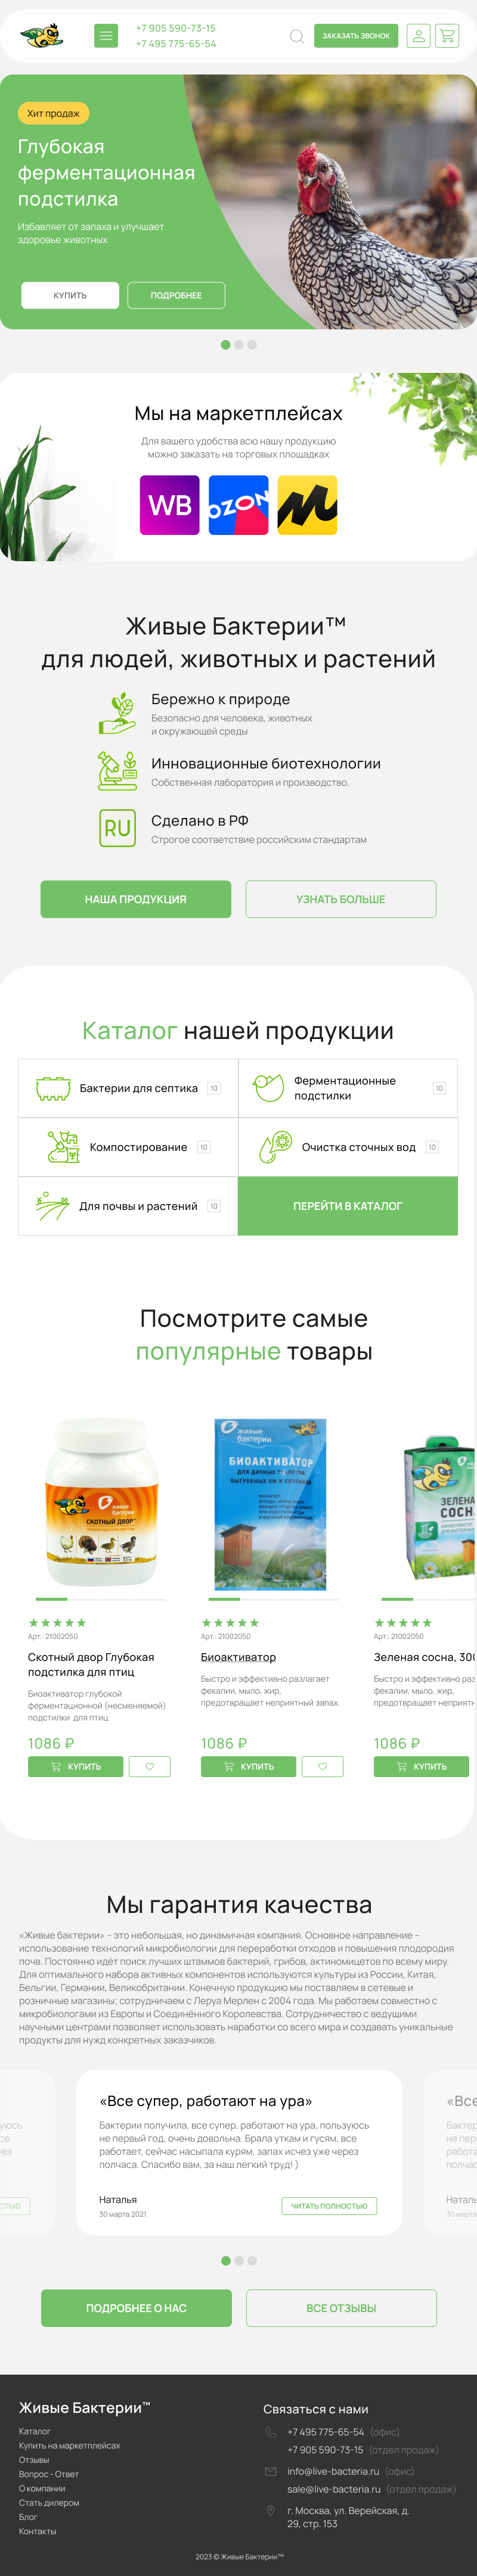 +7 905 590-73-15
+7 495 775-65-54
ЗАКАЗАТЬ ЗВОНОК
Хит продаж
Глубокая
ферментационная
подстилка
Избавляет от запаха и улучшает
здоровье животных
КУПИТЬ
ПОДРОБНЕЕ
Мы на маркетплейсах
Для вашего удобства всю нашу продукцию
можно заказать на торговых площадках
WB
OZON
Живые Бактерии™
для людей, животных и растений
Бережно к природе
Безопасно для человека, животных
и окружающей среды
Инновационные биотехнологии
Собственная лаборатория и производство.
RU
Сделано в РФ
Строгое соответствие российским стандартам
НАША ПРОДУКЦИЯ
УЗНАТЬ БОЛЬШЕ
Каталог нашей продукции
Бактерии для септика 10
Ферментационные
подстилки 10
Компостирование 10
Очистка сточных вод 10
Для почвы и растений 10
ПЕРЕЙТИ В КАТАЛОГ
Посмотрите самые
популярные товары
живые
бактерии
СКОТНЫЙ ДВОР
живые
бактерии
БИОАКТИВАТОР
ЗЕЛЕНА
СОСН
Арт.: 21002050
Скотный двор Глубокая
подстилка для птиц
Биоактиватор глубокой
ферментационной (несменяемой)
подстилки для птиц
1086 ₽
КУПИТЬ
Арт.: 21002050
Биоактиватор
Быстро и эффективно разлагает
фекалии, мыло, жир,
предотвращает неприятный запах.
1086 ₽
КУПИТЬ
Арт.: 21002050
Зеленая сосна, 300
Быстро и эффективно раз
фекалии, мыло, жир,
предотвращает неприятн
1086 ₽
КУПИТЬ
Мы гарантия качества
«Живые бактерии» – это небольшая, но динамичная компания. Основное направление –
использование технологий микробиологии для переработки отходов и повышения плодородия
почв. Постоянно идёт поиск лучших штаммов бактерий, грибов, актиномицетов по всему миру.
Для оптимального набора активных компонентов используются культуры из России, Китая,
Бельгии, Германии, Великобритании. Конечную продукцию мы поставляем в сетевые и
розничные магазины; сотрудничаем с Леруа Мерлен с 2004 года. Мы работаем совместно с
микробиологами из Европы и Соединённого Королевства. Сотрудничество с ведущими
научными центрами позволяет использовать наработки со всего мира и создавать уникальные
продукты для нужд конкретных заказчиков.
«Все супер, работают на ура»
Бактерии получила, все супер, работают на ура, пользуюсь
не первый год, очень довольна. Брала уткам и гусям, все
работает, сейчас насыпала курям, запах исчез уже через
полчаса. Спасибо вам, за наш легкий труд! )
Наталья
30 марта 2021
ЧИТАТЬ ПОЛНОСТЬЮ
«Все
Бактер
не пер
работа
полчас
Наталь
30 марта
ПОДРОБНЕЕ О НАС
ВСЕ ОТЗЫВЫ
Живые Бактерии™
Каталог
Купить на маркетплейсах
Отзывы
Вопрос - Ответ
О компании
Стать дилером
Блог
Контакты
Связаться с нами
+7 495 775-65-54 (офис)
+7 905 590-73-15 (отдел продаж)
info@live-bacteria.ru (офис)
sale@live-bacteria.ru (отдел продаж)
г. Москва, ул. Верейская, д.
29, стр. 153
2023 © Живые Бактерии™